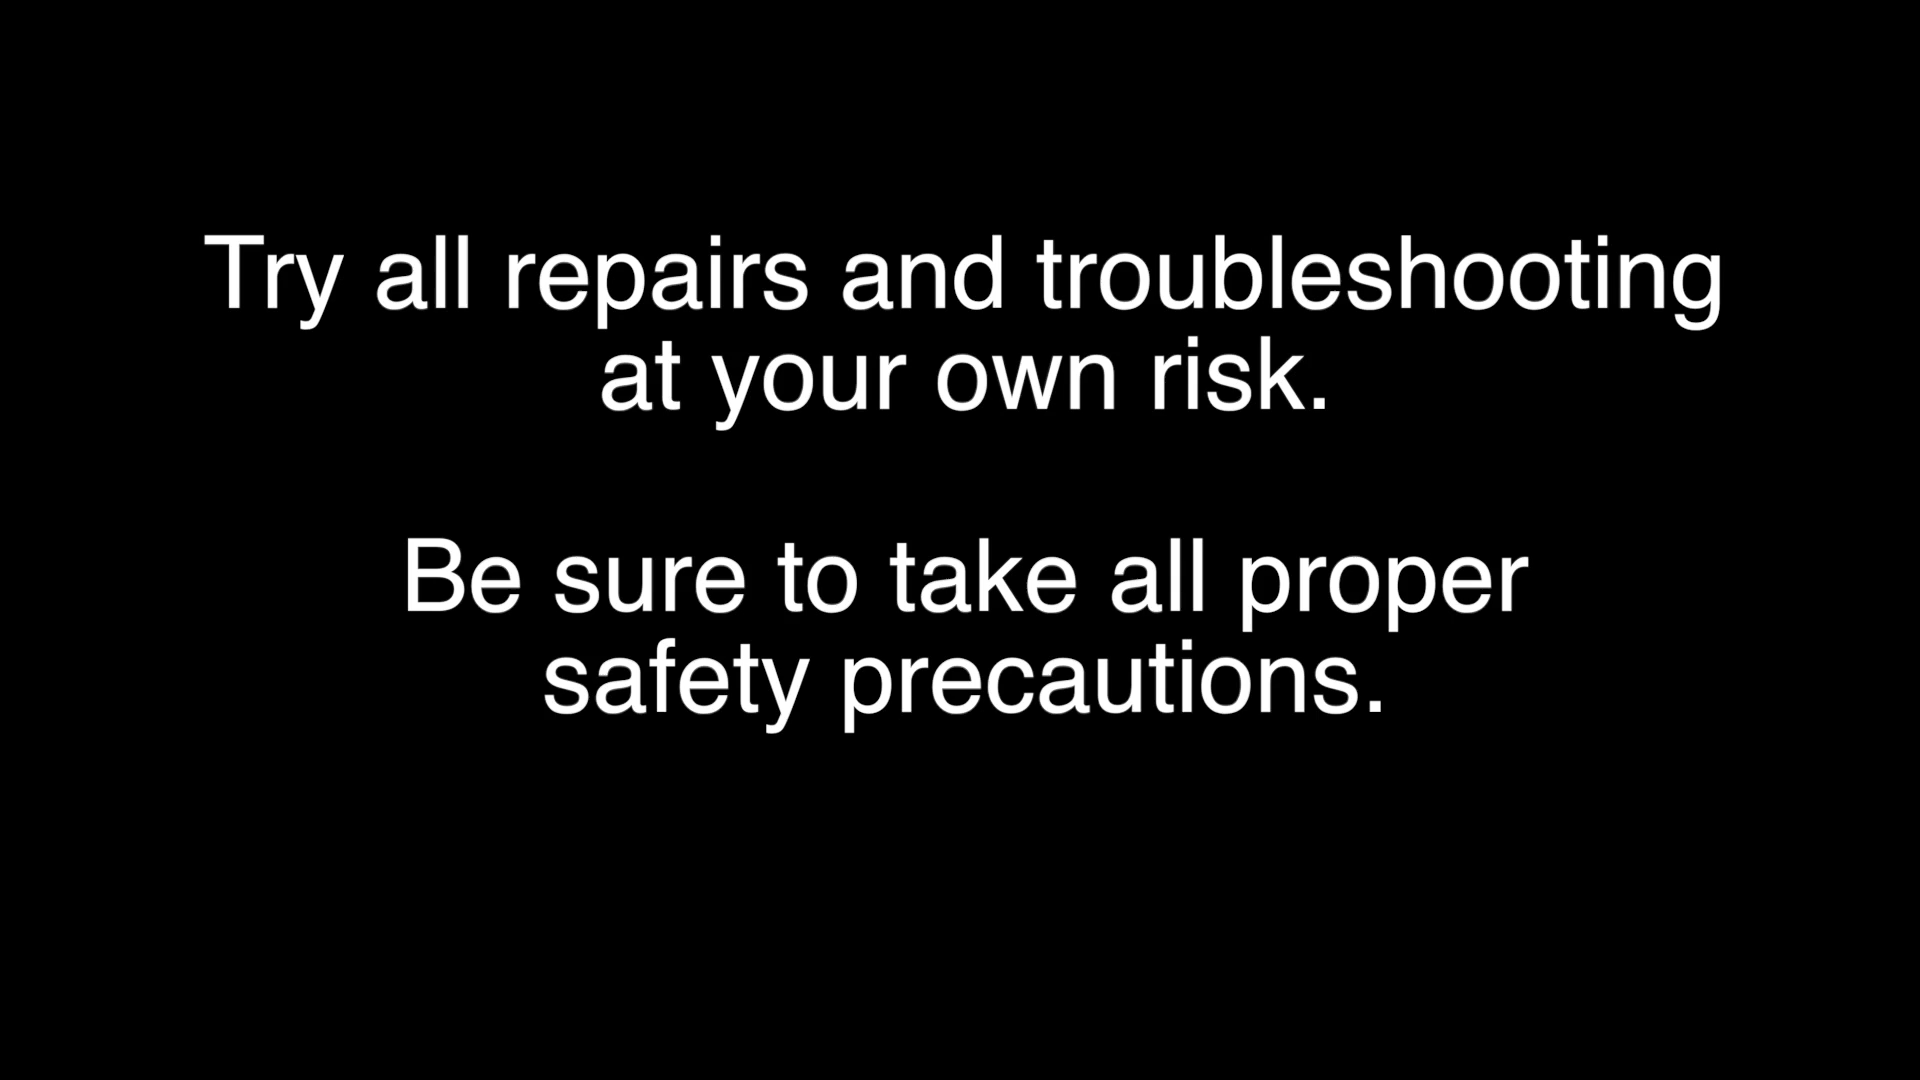 Try all repairs and troubleshooting
at your own risk.
Be sure to take all proper
safety precautions.